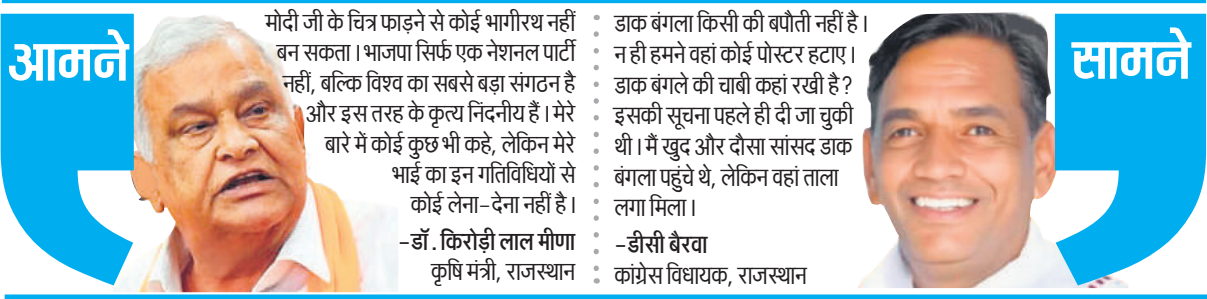 आमने
मोदी जी के चित्र फाड़ने से कोई भागीरथ नहीं
बन सकता। भाजपा सिर्फ एक नेशनल पार्टी
नहीं, बल्कि विश्व का सबसे बड़ा संगठन है
और इस तरह के कृत्य निंदनीय हैं। मेरे
बारे में कोई कुछ भी कहे, लेकिन मेरे
भाई का इन गतिविधियों से
कोई लेना-देना नहीं है।
-डॉ. किरोड़ी लाल मीणा
कृषि मंत्री, राजस्थान
डाक बंगला किसी की बपौती नहीं है।
न ही हमने वहां कोई पोस्टर हटाए।
डाक बंगले की चाबी कहां रखी है?
इसकी सूचना पहले ही दी जा चुकी
थी। मैं खुद और दौसा सांसद डाक
बंगला पहुंचे थे, लेकिन वहां ताला
लगा मिला।
-डीसी बैरवा
कांग्रेस विधायक, राजस्थान
सामने